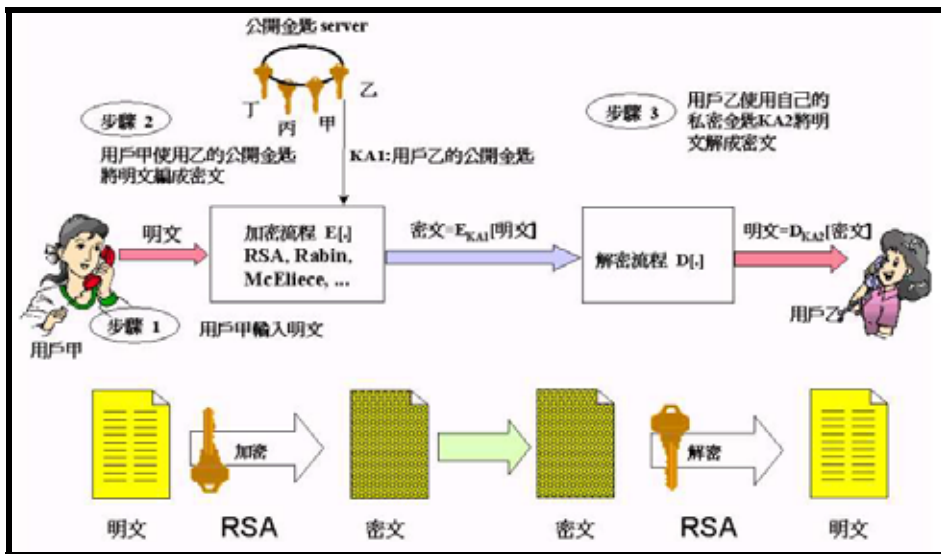 公開金匙 server
丁
丙
甲
乙
步驟 2
用戶甲使用乙的公開金匙
將明文編成密文
KA1:用戶乙的公開金匙
步驟 3
用戶乙使用自己的
私密金匙KA2將明
文解成密文
明文
加密流程 E[.]
RSA, Rabin,
McEliece, ...
密文=E_KA1[明文]
解密流程 D[.]
明文=D_KA2[密文]
步驟 1
用戶甲輸入明文
用戶甲
用戶乙
加密
解密
明文
RSA
密文
密文
RSA
明文